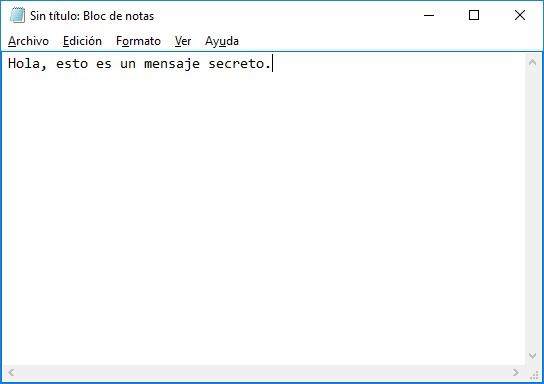 Sin título: Bloc de notas
Archivo Edición Formato Ver Ayuda
Hola, esto es un mensaje secreto.